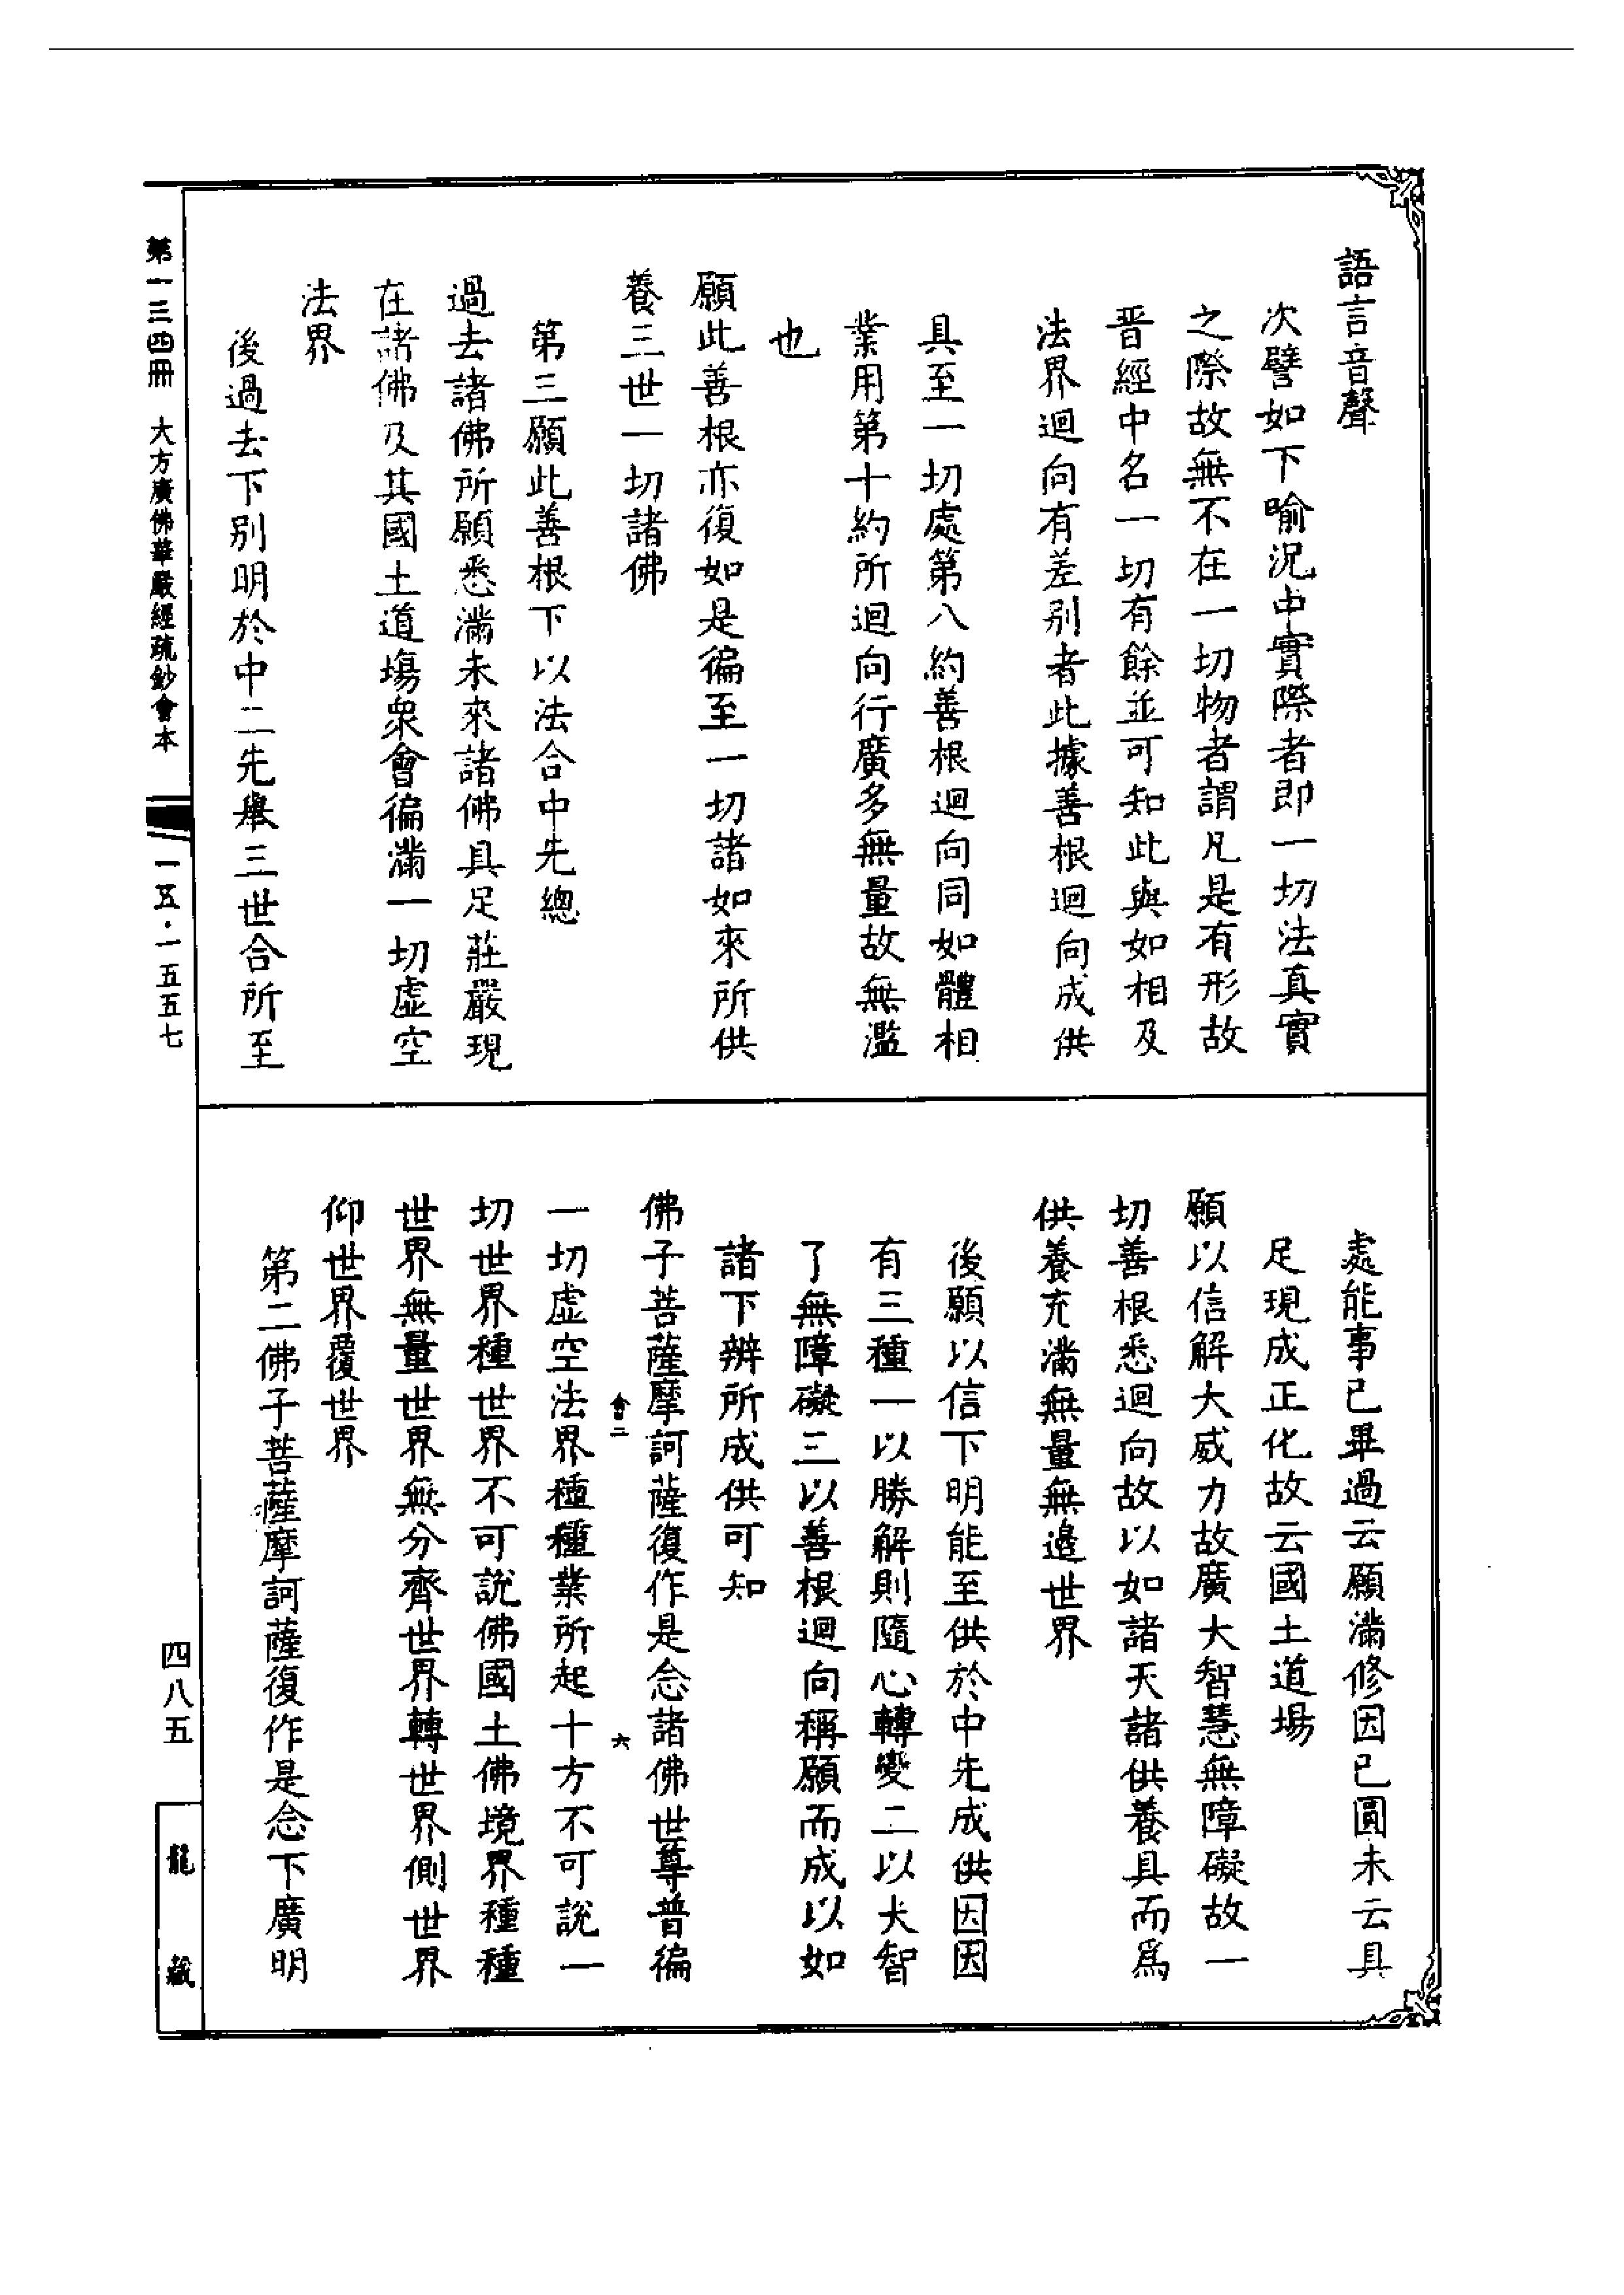 語言音聲
次譬如下喻況中實際者即一切法真實
之際故無不在一切物者謂凡是有形故
晉經中名一切有餘並可知此與如相及
法界迴向有差別者此據善根迴向成供
具至一切處第八約善根迴向同如體相
業用第十約所迴向行廣多無量故無濫
也
願此善根亦復如是徧至一切諸如來所供
養三世一切諸佛
第三願此善根下以法合中先總
過去諸佛所願悉滿未來諸佛具足莊嚴現
在諸佛及其國土道場眾會徧滿一切虛空
法界
後過去下別明於中二先舉三世合所至
處能事已畢過云願滿修因已圓未云具
足現成正化故云國土道場
願以信解大威力故廣大智慧無障礙故一
切善根悉迴向故以如諸天諸供養具而為
供養充滿無量無邊世界
後願以信下明能至供於中先成供因因
有三種一以勝解則隨心轉變二以大智
了無障礙三以善根迴向稱願而成以如
諸下辨所成供可知
佛子菩薩摩訶薩復作是念諸佛世尊普徧
會二　六
一切虛空法界種種業所起十方不可說一
切世界種世界不可說佛國土佛境界種種
世界無量世界無分齊世界轉世界側世界
仰世界覆世界
第二佛子菩薩摩訶薩復作是念下廣明
第一三四冊　大方廣佛華嚴經疏鈔會本
一五·一五五七
四八五
龍藏